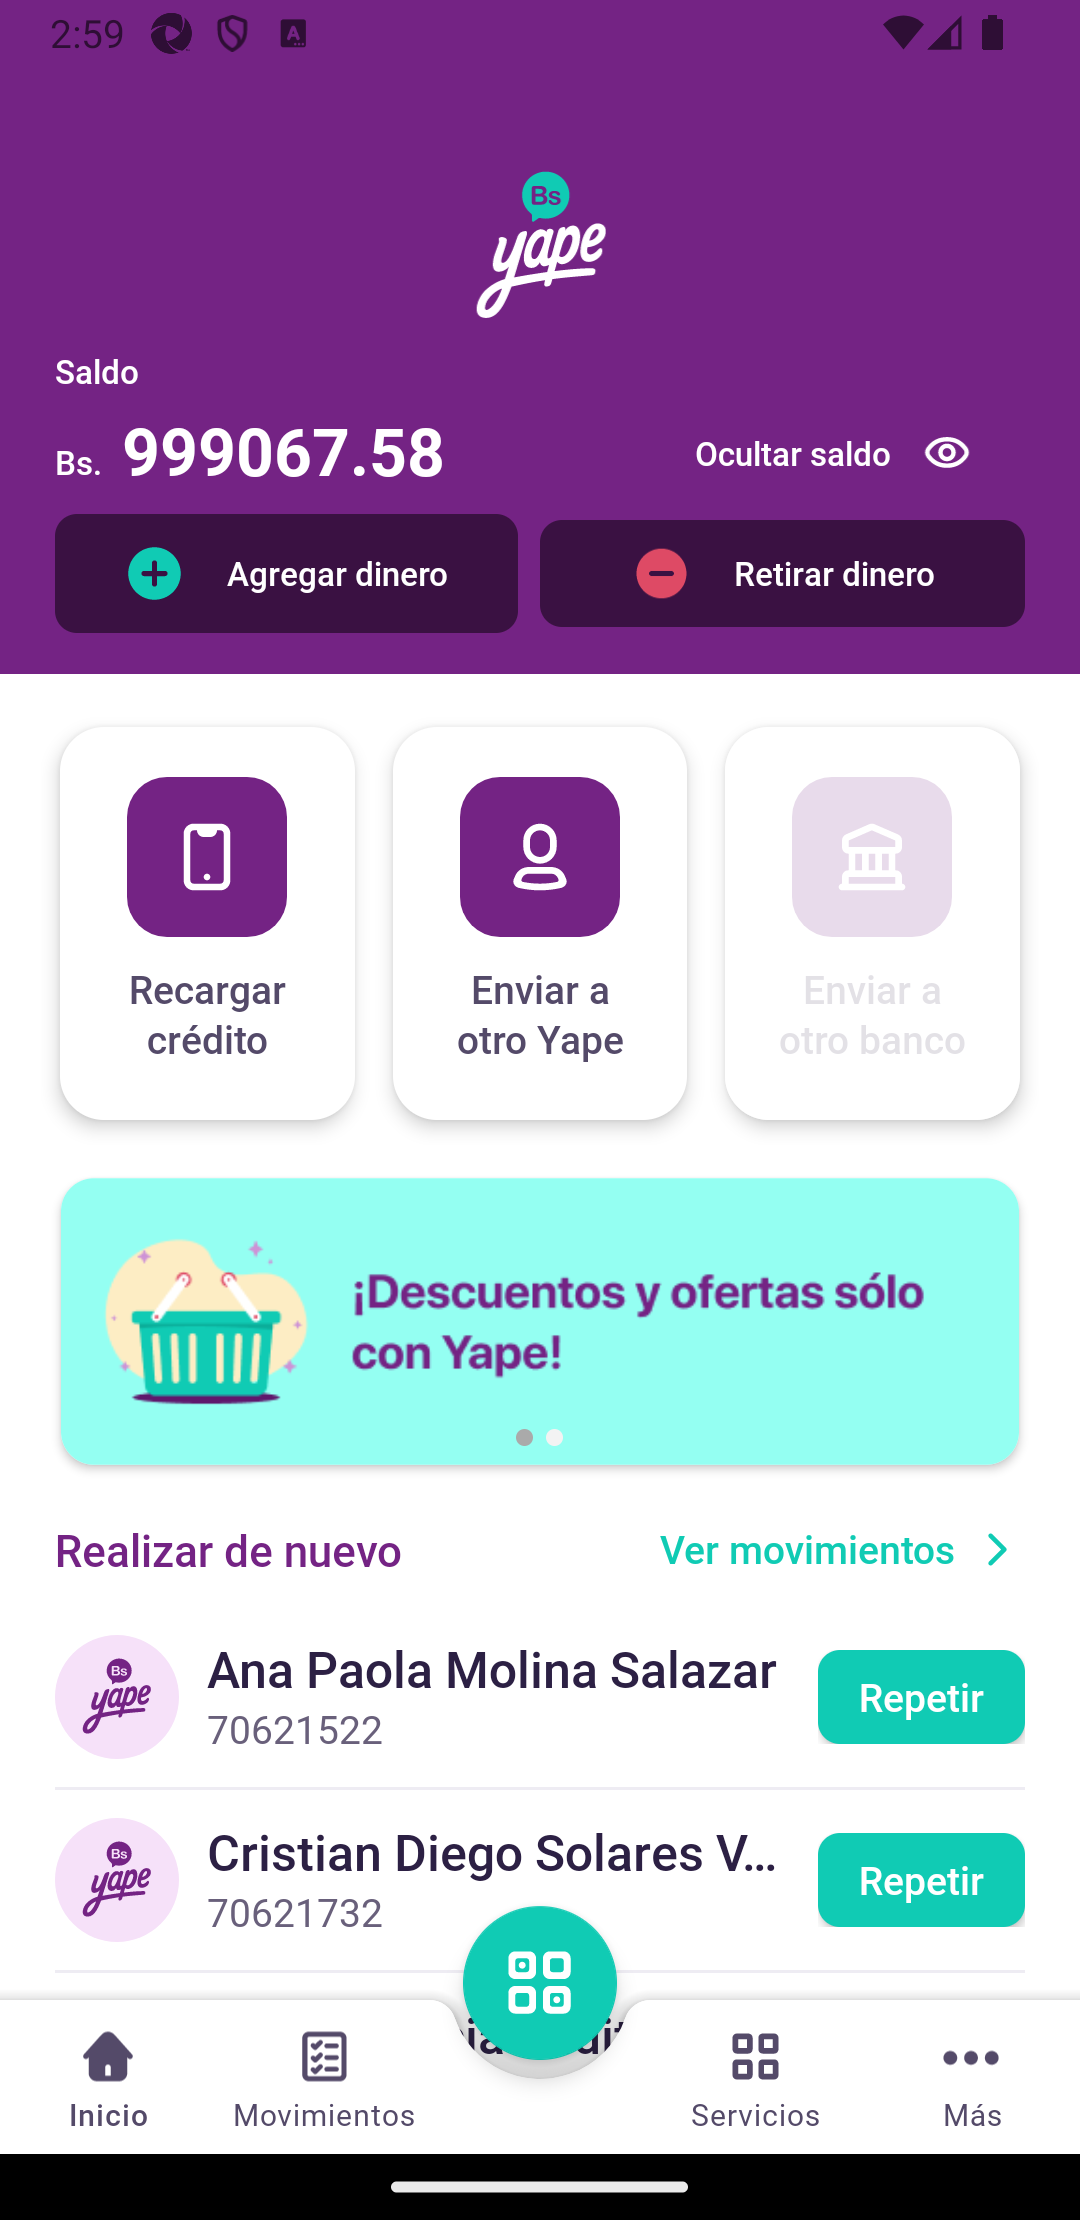 2:59
Bs
yape
Saldo
Bs. 999067.58
Ocultar saldo
Agregar dinero
Retirar dinero
Recargar
crédito
Enviar a
otro Yape
Enviar a
otro banco
¡Descuentos y ofertas sólo
con Yape!
Realizar de nuevo
Ver movimientos
Bs
yape
Ana Paola Molina Salazar
70621522
Repetir
Bs
yape
Cristian Diego Solares V...
70621732
Repetir
Inicio
Movimientos
Servicios
Más